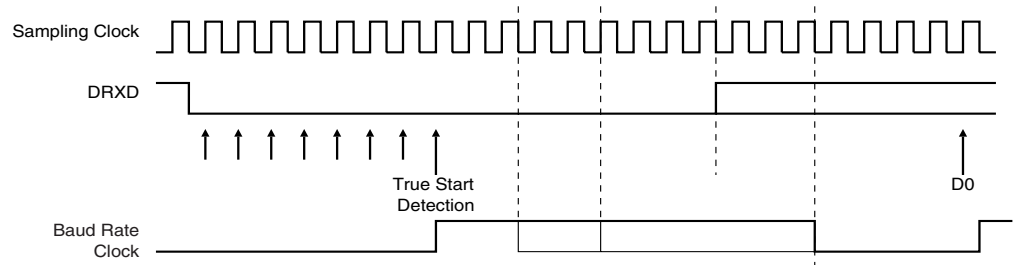 Sampling Clock
DRXD
True Start
Detection
D0
Baud Rate
Clock